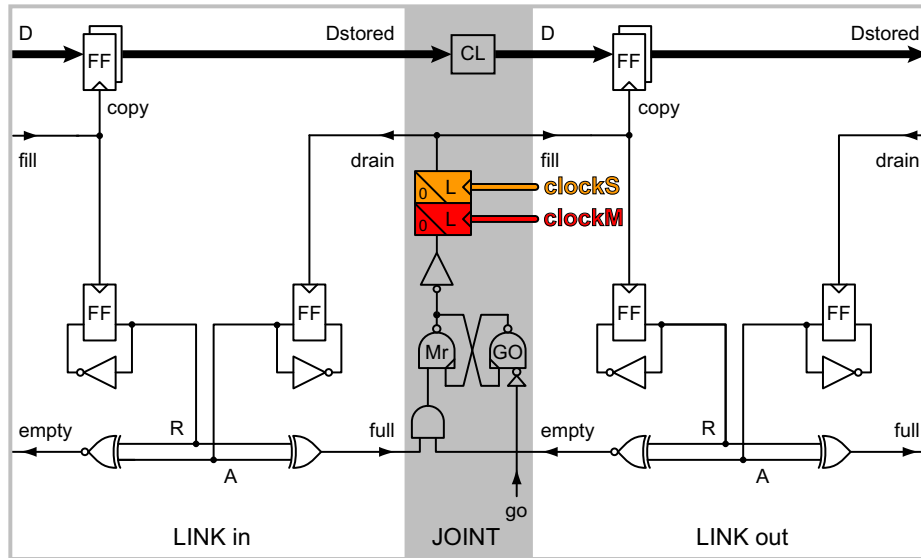 D
Dstored
D
Dstored
FF
CL
FF
copy
copy
fill
drain
fill
drain
0 L
clockS
0 L
clockM
FF
FF
FF
FF
Mr
GO
empty
R
full
empty
R
full
A
A
go
LINK in
JOINT
LINK out